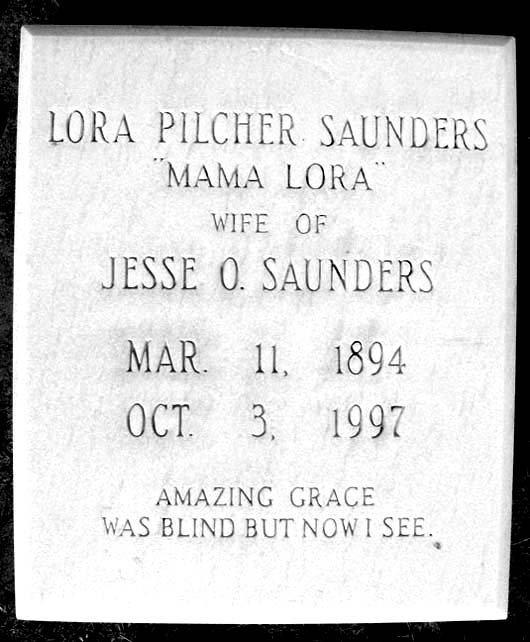 LORA PILCHER SAUNDERS
"MAMA LORA"
WIFE OF
JESSE O. SAUNDERS
MAR. 11, 1894
OCT. 3, 1997
AMAZING GRACE
WAS BLIND BUT NOW I SEE.